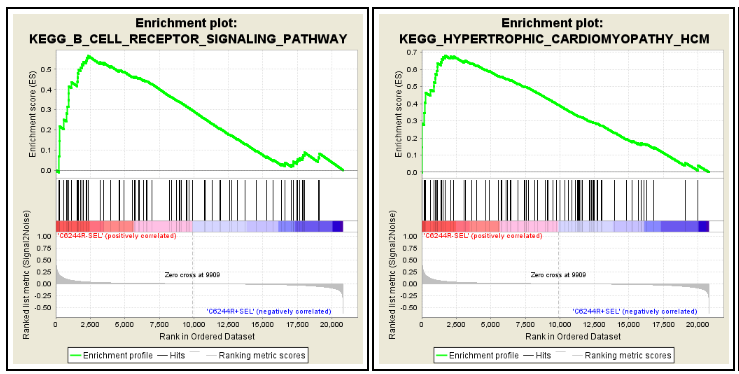 Enrichment plot:
KEGG_B_CELL_RECEPTOR_SIGNALING_PATHWAY
Enrichment score (ES)
0.5
0.4
0.3
0.2
0.1
0.0
Ranked list metric (Signal2Noise)
1.00
0.75
0.50
0.25
0.00
-0.25
-0.50
'C6244R-SEL' (positively correlated)
Zero cross at 9909
'C6244R+SEL' (negatively correlated)
0 2,500 5,000 7,500 10,000 12,500 15,000 17,500 20,000
Rank in Ordered Dataset
Enrichment profile Hits Ranking metric scores
Enrichment plot:
KEGG_HYPERTROPHIC_CARDIOMYOPATHY_HCM
Enrichment score (ES)
0.7
0.6
0.5
0.4
0.3
0.2
0.1
0.0
Ranked list metric (Signal2Noise)
1.00
0.75
0.50
0.25
0.00
-0.25
-0.50
'C6244R-SEL' (positively correlated)
Zero cross at 9909
'C6244R+SEL' (negatively correlated)
0 2,500 5,000 7,500 10,000 12,500 15,000 17,500 20,000
Rank in Ordered Dataset
Enrichment profile Hits Ranking metric scores